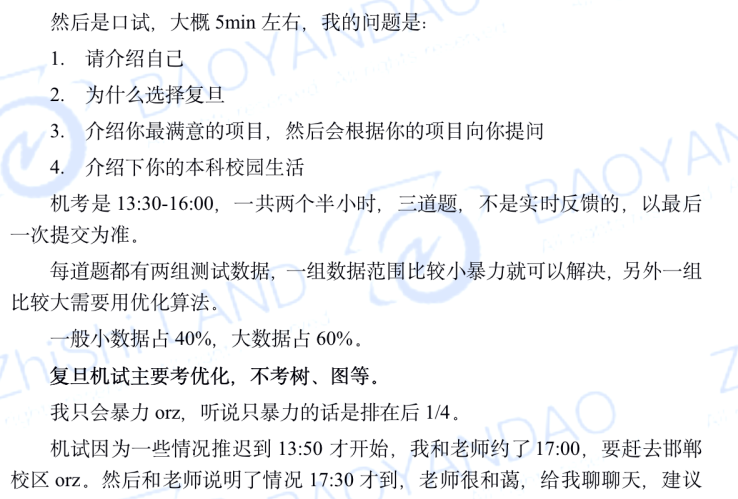 然后是口试，大概 5min 左右，我的问题是：
1. 请介绍自己
2. 为什么选择复旦
3. 介绍你最满意的项目，然后会根据你的项目向你提问
4. 介绍下你的本科校园生活
机考是 13:30-16:00，一共两个半小时，三道题，不是实时反馈的，以最后
一次提交为准。
每道题都有两组测试数据，一组数据范围比较小暴力就可以解决，另外一组
比较大需要用优化算法。
一般小数据占 40%，大数据占 60%。
复旦机试主要考优化，不考树、图等。
我只会暴力 orz，听说只暴力的话是排在后 1/4。
机试因为一些情况推迟到 13:50 才开始，我和老师约了 17:00，要赶去邯郸
校区 orz。然后和老师说明了情况 17:30 才到，老师很和蔼，给我聊聊天，建议
BAOYANDAO
BAOYANDAO
ZhiShi LAND
BAOYANDAO